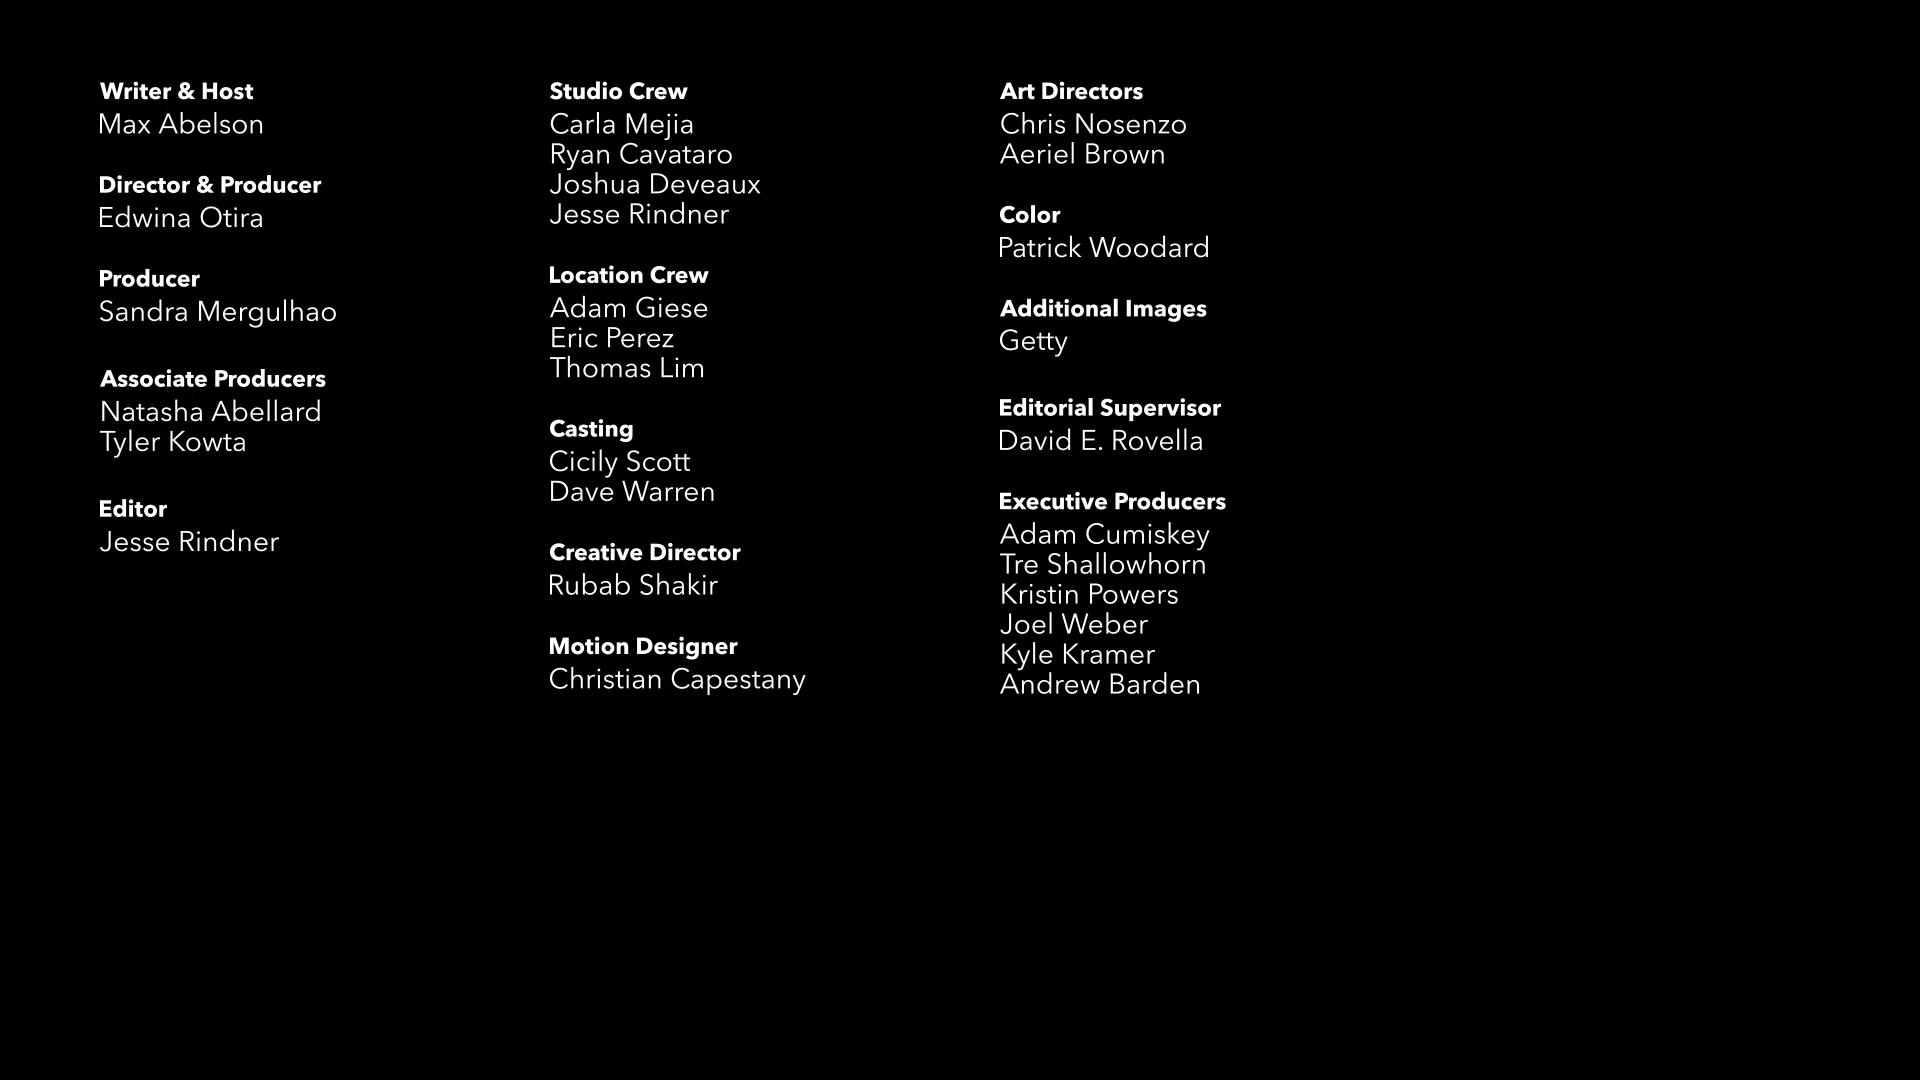 Writer & Host
Max Abelson
Director & Producer
Edwina Otira
Producer
Sandra Mergulhao
Associate Producers
Natasha Abellard
Tyler Kowta
Editor
Jesse Rindner
Studio Crew
Carla Mejia
Ryan Cavataro
Joshua Deveaux
Jesse Rindner
Location Crew
Adam Giese
Eric Perez
Thomas Lim
Casting
Cicily Scott
Dave Warren
Creative Director
Rubab Shakir
Motion Designer
Christian Capestany
Art Directors
Chris Nosenzo
Aeriel Brown
Color
Patrick Woodard
Additional Images
Getty
Editorial Supervisor
David E. Rovella
Executive Producers
Adam Cumiskey
Tre Shallowhorn
Kristin Powers
Joel Weber
Kyle Kramer
Andrew Barden